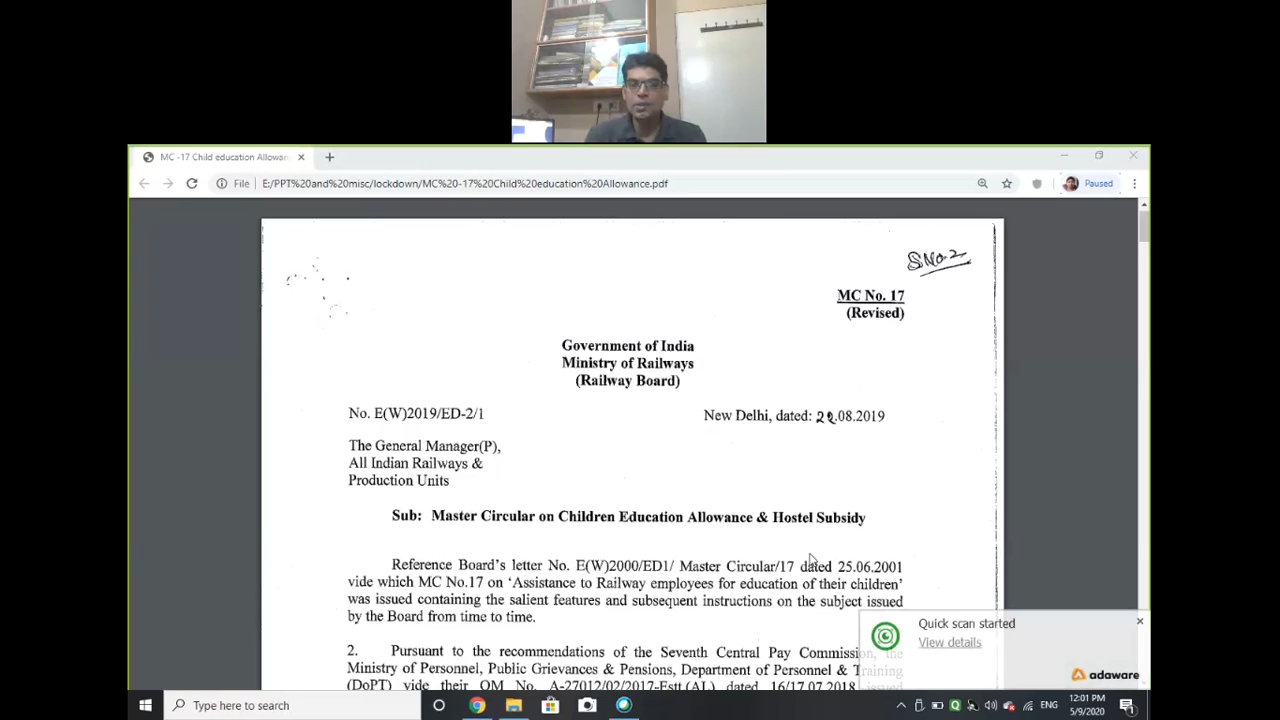 MC -17 Child education Allowan
File E:/PPT%20and%20misc/lockdown/MC%20-17%20Child%20education%20Allowance.pdf
Paused
S.No.2
MC No. 17
(Revised)
Government of India
Ministry of Railways
(Railway Board)
No. E(W)2019/ED-2/1
New Delhi, dated: 22.08.2019
The General Manager(P),
All Indian Railways &
Production Units
Sub: Master Circular on Children Education Allowance & Hostel Subsidy
Reference Board's letter No. E(W)2000/ED1/ Master Circular/17 dated 25.06.2001
vide which MC No.17 on 'Assistance to Railway employees for education of their children'
was issued containing the salient features and subsequent instructions on the subject issued
by the Board from time to time.
2. Pursuant to the recommendations of the Seventh Central Pay Commission, the
Ministry of Personnel, Public Grievances & Pensions, Department of Personnel & Training
(DoPT) vide their OM No. A-27012/02/2017-Estt.(AL) dated 16/17.07.2018 issued
Quick scan started
View details
adaware
Type here to search
ENG
12:01 PM
5/9/2020
1